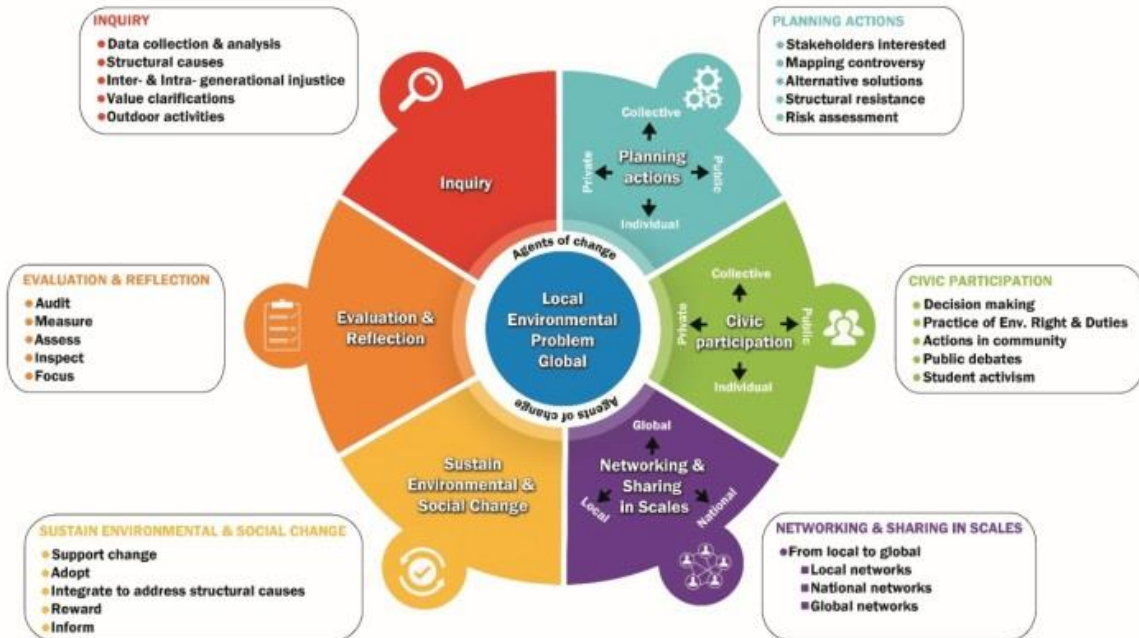 INQUIRY
Data collection & analysis
Structural causes
Inter- & Intra- generational injustice
Value clarifications
Outdoor activities
PLANNING ACTIONS
Stakeholders interested
Mapping controversy
Alternative solutions
Structural resistance
Risk assessment
Inquiry
Collective
Private
Planning
actions
Public
Individual
EVALUATION & REFLECTION
Audit
Measure
Assess
Inspect
Focus
Evaluation &
Reflection
Agents of change
Local
Environmental
Problem
Global
Agents of change
Collective
Private
Civic
participation
Public
Individual
CIVIC PARTICIPATION
Decision making
Practice of Env. Right & Duties
Actions in community
Public debates
Student activism
Sustain
Environmental &
Social Change
Global
Networking &
Sharing
in Scales
Local
National
SUSTAIN ENVIRONMENTAL & SOCIAL CHANGE
Support change
Adopt
Integrate to address structural causes
Reward
Inform
NETWORKING & SHARING IN SCALES
From local to global
Local networks
National networks
Global networks